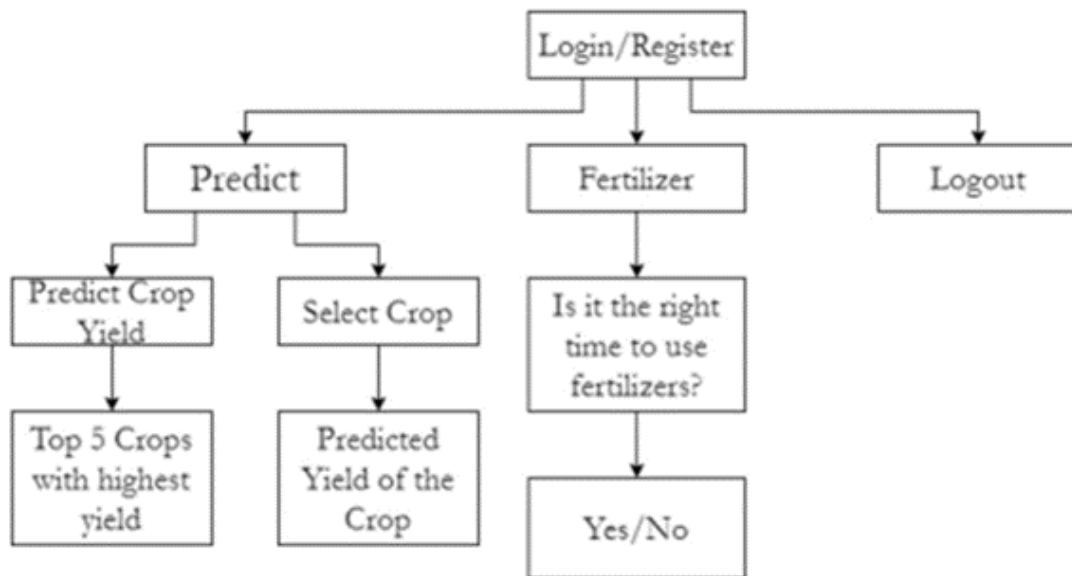 Login/Register
Predict
Fertilizer
Logout
Predict Crop
Yield
Select Crop
Is it the right
time to use
fertilizers?
Top 5 Crops
with highest
yield
Predicted
Yield of the
Crop
Yes/No